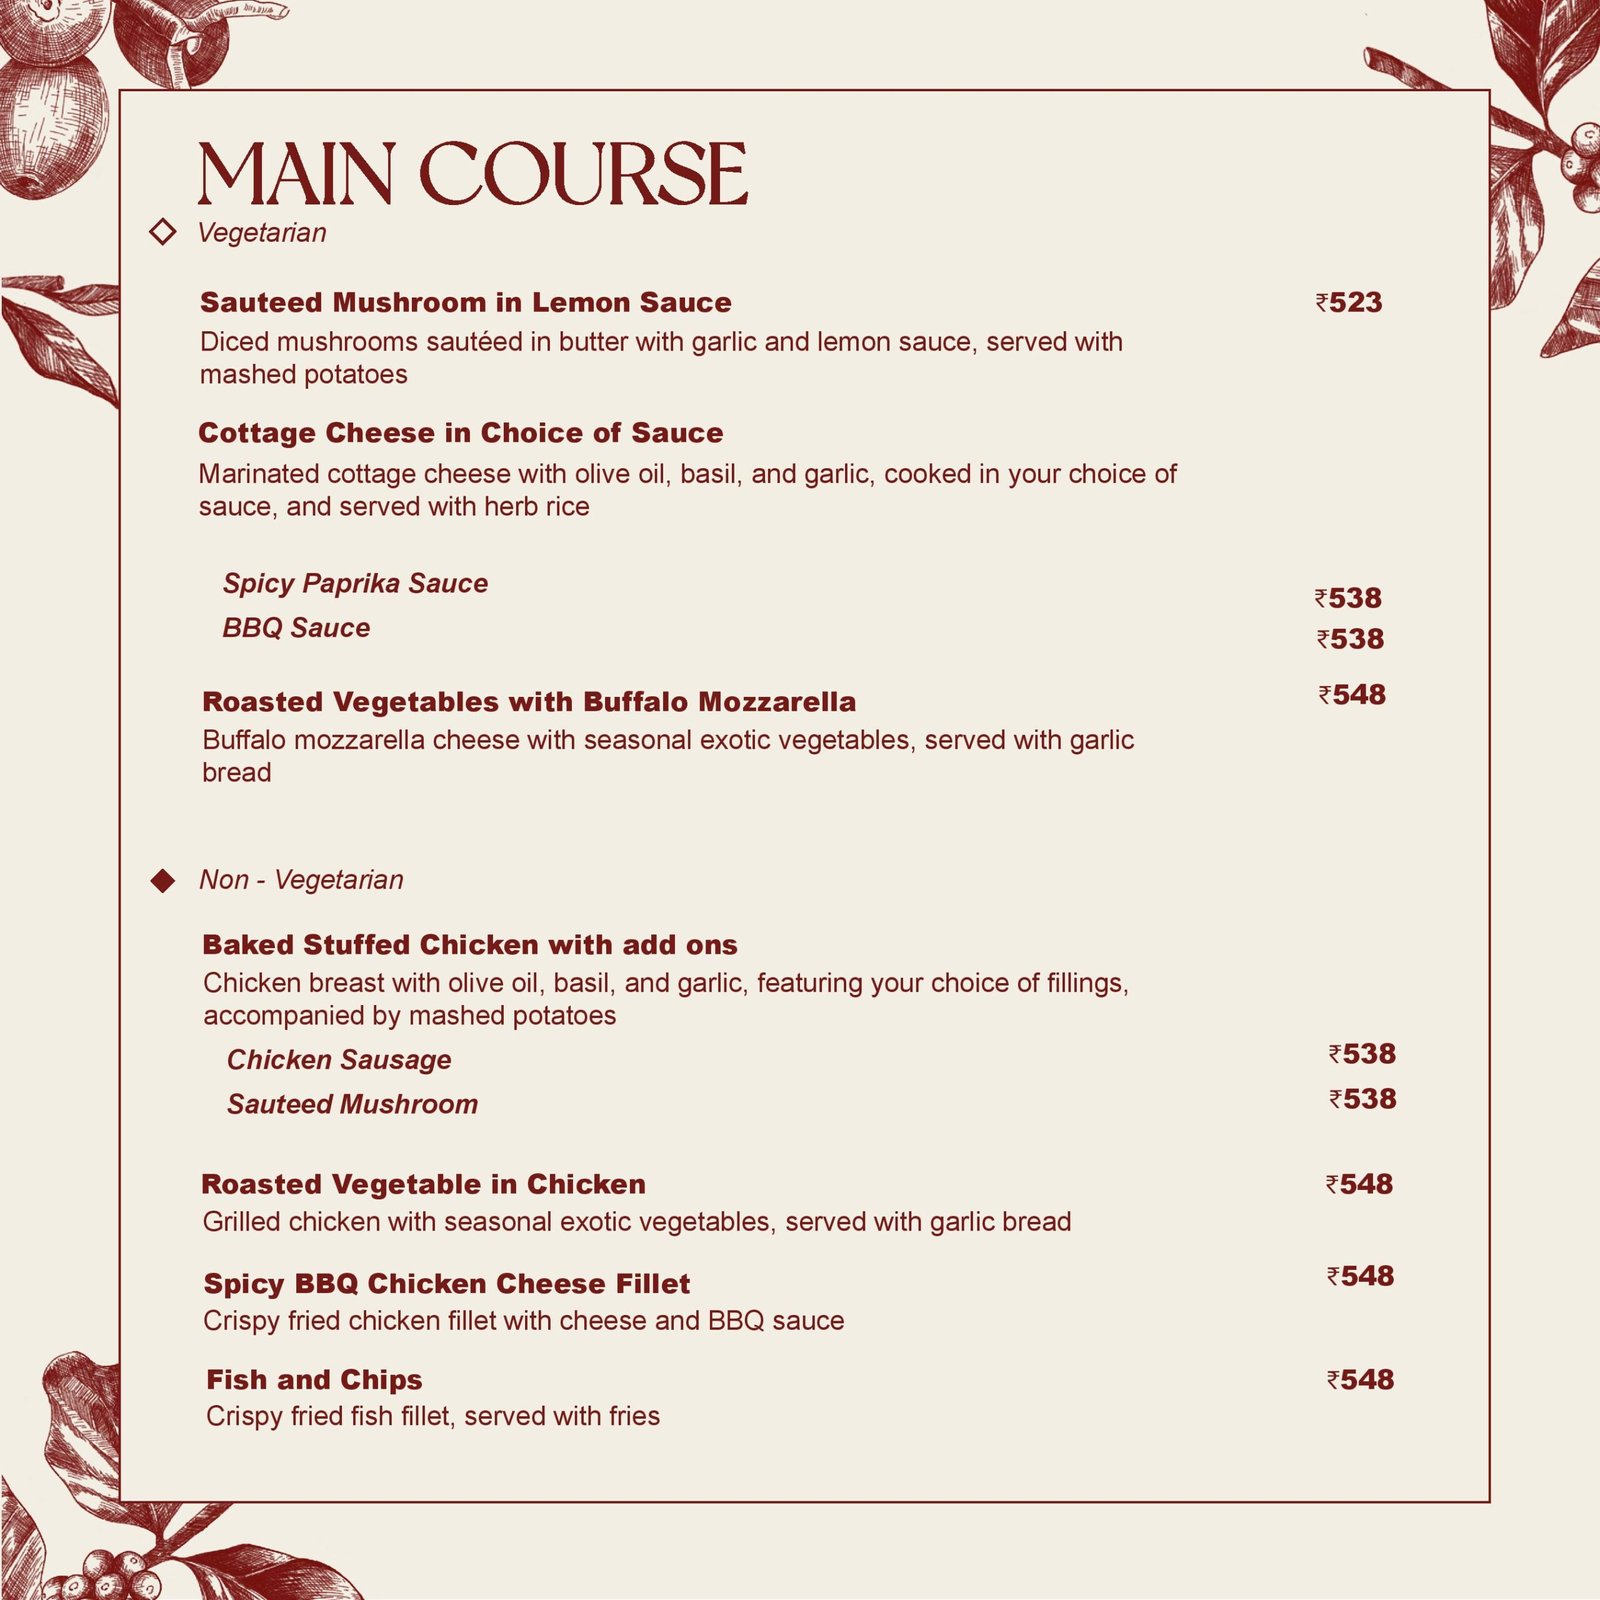 MAIN COURSE
Vegetarian
Sauteed Mushroom in Lemon Sauce ₹523
Diced mushrooms sautéed in butter with garlic and lemon sauce, served with
mashed potatoes
Cottage Cheese in Choice of Sauce
Marinated cottage cheese with olive oil, basil, and garlic, cooked in your choice of
sauce, and served with herb rice
Spicy Paprika Sauce ₹538
BBQ Sauce ₹538
Roasted Vegetables with Buffalo Mozzarella ₹548
Buffalo mozzarella cheese with seasonal exotic vegetables, served with garlic
bread
Non - Vegetarian
Baked Stuffed Chicken with add ons
Chicken breast with olive oil, basil, and garlic, featuring your choice of fillings,
accompanied by mashed potatoes
Chicken Sausage ₹538
Sauteed Mushroom ₹538
Roasted Vegetable in Chicken ₹548
Grilled chicken with seasonal exotic vegetables, served with garlic bread
Spicy BBQ Chicken Cheese Fillet ₹548
Crispy fried chicken fillet with cheese and BBQ sauce
Fish and Chips ₹548
Crispy fried fish fillet, served with fries